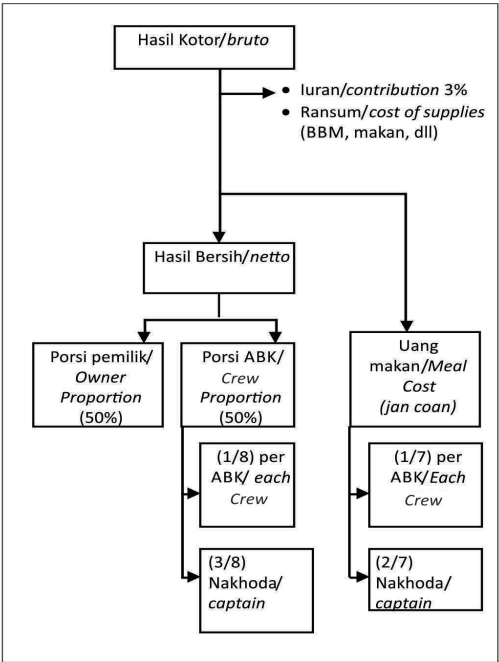 Hasil Kotor/bruto
• Iuran/contribution 3%
• Ransum/cost of supplies
(BBM, makan, dll)
Hasil Bersih/netto
Porsi pemilik/
Owner
Proportion
(50%)
Porsi ABK/
Crew
Proportion
(50%)
Uang
makan/Meal
Cost
(jan coan)
(1/8) per
ABK/ each
Crew
(1/7) per
ABK/Each
Crew
(3/8)
Nakhoda/
captain
(2/7)
Nakhoda/
captain